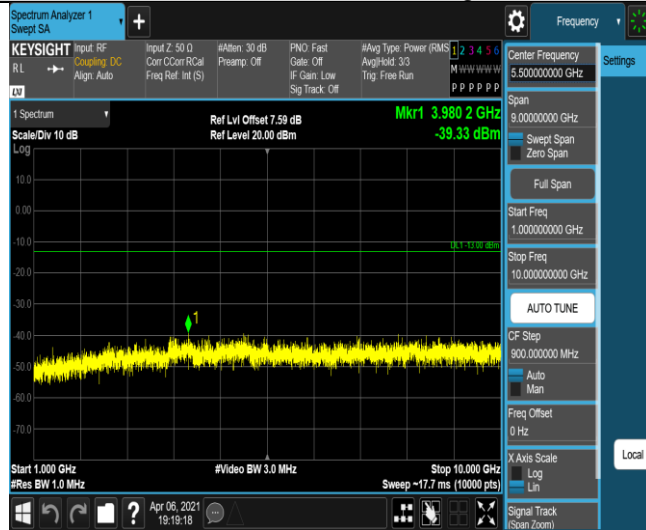 Spectrum Analyzer 1
Swept SA
Frequency
KEYSIGHT
RL
LXI
Input: RF
Coupling: DC
Align: Auto
Input Z: 50 Ω
Corr CCorr RCal
Freq Ref: Int (S)
#Atten: 30 dB
Preamp: Off
PNO: Fast
Gate: Off
IF Gain: Low
Sig Track: Off
#Avg Type: Power (RMS
Avg|Hold: 3/3
Trig: Free Run
1 2 3 4 5 6
M W W W W W
P P P P P P
1 Spectrum
Scale/Div 10 dB
Log
Ref Lvl Offset 7.59 dB
Ref Level 20.00 dBm
Mkr1 3.980 2 GHz
-39.33 dBm
10.0
0.00
-10.0
DL1 -13.00 dBm
-20.0
-30.0
1
-40.0
-50.0
-60.0
-70.0
Start 1.000 GHz
#Res BW 1.0 MHz
#Video BW 3.0 MHz
Stop 10.000 GHz
Sweep ~17.7 ms (10000 pts)
Apr 06, 2021
19:19:18
Center Frequency
5.500000000 GHz
Settings
Span
9.00000000 GHz
Swept Span
Zero Span
Full Span
Start Freq
1.000000000 GHz
Stop Freq
10.000000000 GHz
AUTO TUNE
CF Step
900.000000 MHz
Auto
Man
Freq Offset
0 Hz
X Axis Scale
Log
Lin
Local
Signal Track
(Span Zoom)